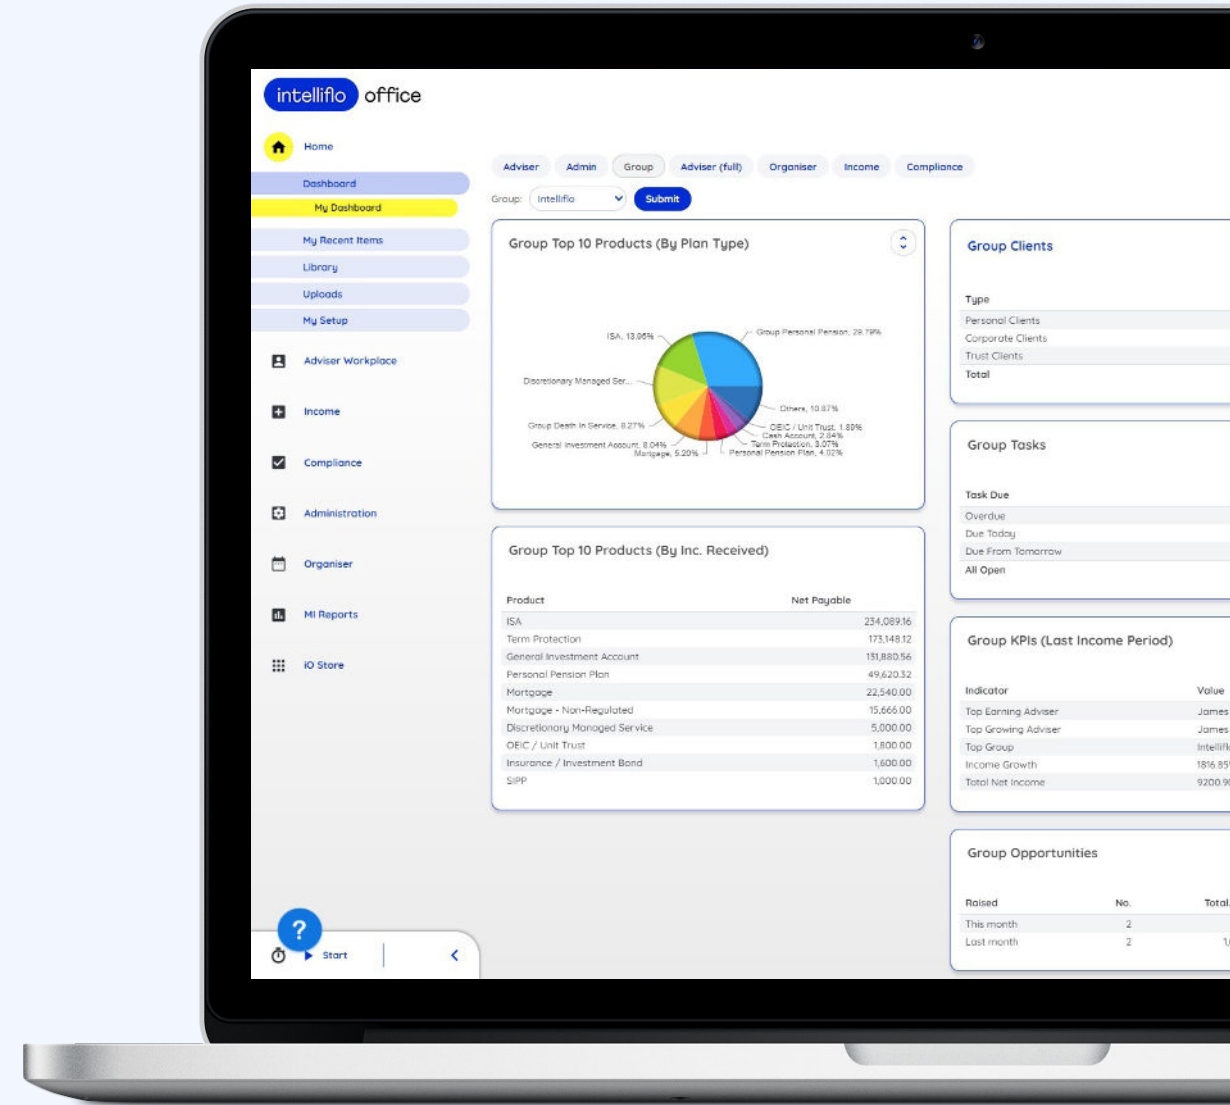 intelliflo office
Home
Dashboard
My Dashboard
My Recent Items
Library
Uploads
My Setup
Adviser Workplace
Income
Compliance
Administration
Organiser
MI Reports
iO Store
Start
?
Adviser Admin Group Adviser (full) Organiser Income Compliance
Group: Intelliflo Submit
Group Top 10 Products (By Plan Type)
Group Personal Pension, 29.79%
ISA, 13.95%
Discretionary Managed Ser...
Group Death In Service, 8.27%
General Investment Account, 8.04%
Mortgage, 5.20%
Others, 10.87%
OEIC / Unit Trust, 1.89%
Cash Account, 2.84%
Term Protection, 3.07%
Personal Pension Plan, 4.02%
Group Top 10 Products (By Inc. Received)
Product Net Payable
ISA 234,089.16
Term Protection 173,148.12
General Investment Account 131,880.56
Personal Pension Plan 49,620.32
Mortgage 22,540.00
Mortgage - Non-Regulated 15,666.00
Discretionary Managed Service 5,000.00
OEIC / Unit Trust 1,800.00
Insurance / Investment Bond 1,600.00
SIPP 1,000.00
Group Clients
Type
Personal Clients
Corporate Clients
Trust Clients
Total
Group Tasks
Task Due
Overdue
Due Today
Due From Tomorrow
All Open
Group KPIs (Last Income Period)
Indicator Value
Top Earning Adviser James
Top Growing Adviser James
Top Group
Income Growth 1816.85
Total Net Income
Group Opportunities
Raised No. Total
This month 2
Last month 2